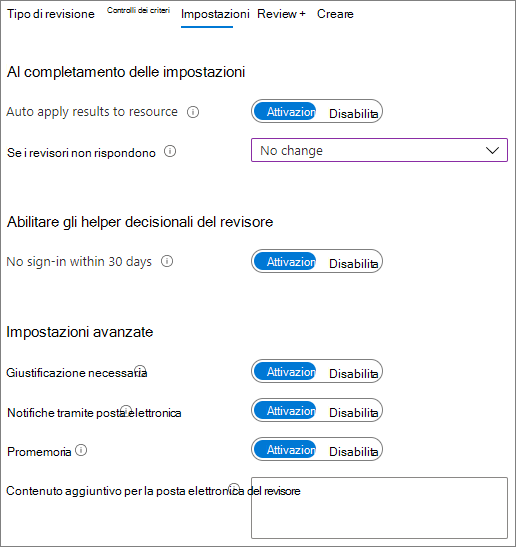 Tipo di revisione Controlli dei criteri Impostazioni Review + Creare
Al completamento delle impostazioni
Auto apply results to resource Attivazion Disabilita
Se i revisori non rispondono No change
Abilitare gli helper decisionali del revisore
No sign-in within 30 days Attivazion Disabilita
Impostazioni avanzate
Giustificazione necessaria Attivazion Disabilita
Notifiche tramite posta elettronica Attivazion Disabilita
Promemoria Attivazion Disabilita
Contenuto aggiuntivo per la posta elettronica del revisore